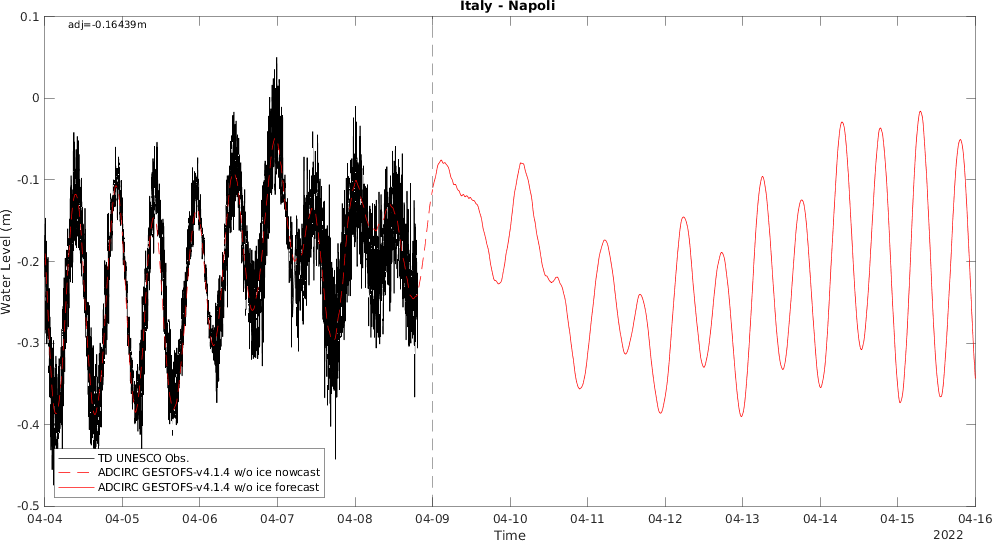 Italy - Napoli
adj=-0.16439m
0.1
0
-0.1
-0.2
-0.3
-0.4
-0.5
Water Level (m)
TD UNESCO Obs.
ADCIRC GESTOFS-v4.1.4 w/o ice nowcast
ADCIRC GESTOFS-v4.1.4 w/o ice forecast
04-04 04-05 04-06 04-07 04-08 04-09 04-10 04-11 04-12 04-13 04-14 04-15 04-16
Time
2022